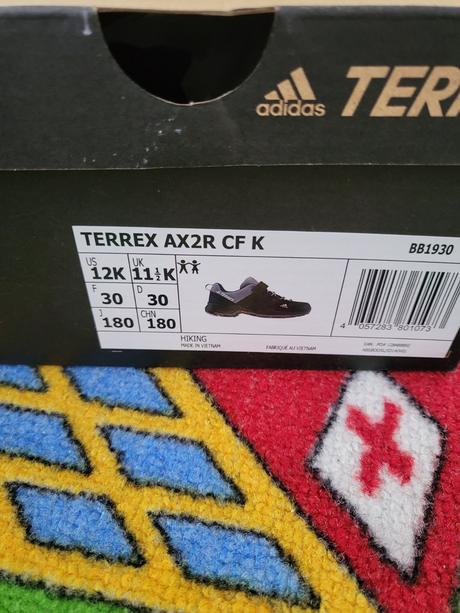 adidas TERR
TERREX AX2R CF K
BB1930
US 12K UK 11½K
F 30 D 30
J 180 CHN 180
HIKING
MADE IN VIETNAM FABRIQUÉ AU VIETNAM
4 057283 801073